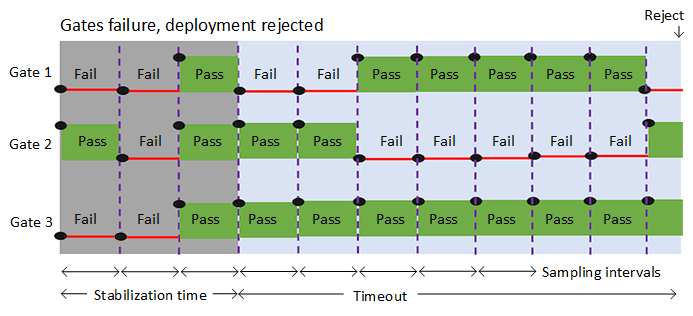 Gates failure, deployment rejected
Reject
Gate 1 Fail Fail Pass Fail Fail Pass Pass Pass Pass Pass
Gate 2 Pass Fail Pass Pass Pass Fail Fail Fail Fail Fail
Gate 3 Fail Fail Pass Pass Pass Pass Pass Pass Pass Pass
Sampling intervals
Stabilization time Timeout